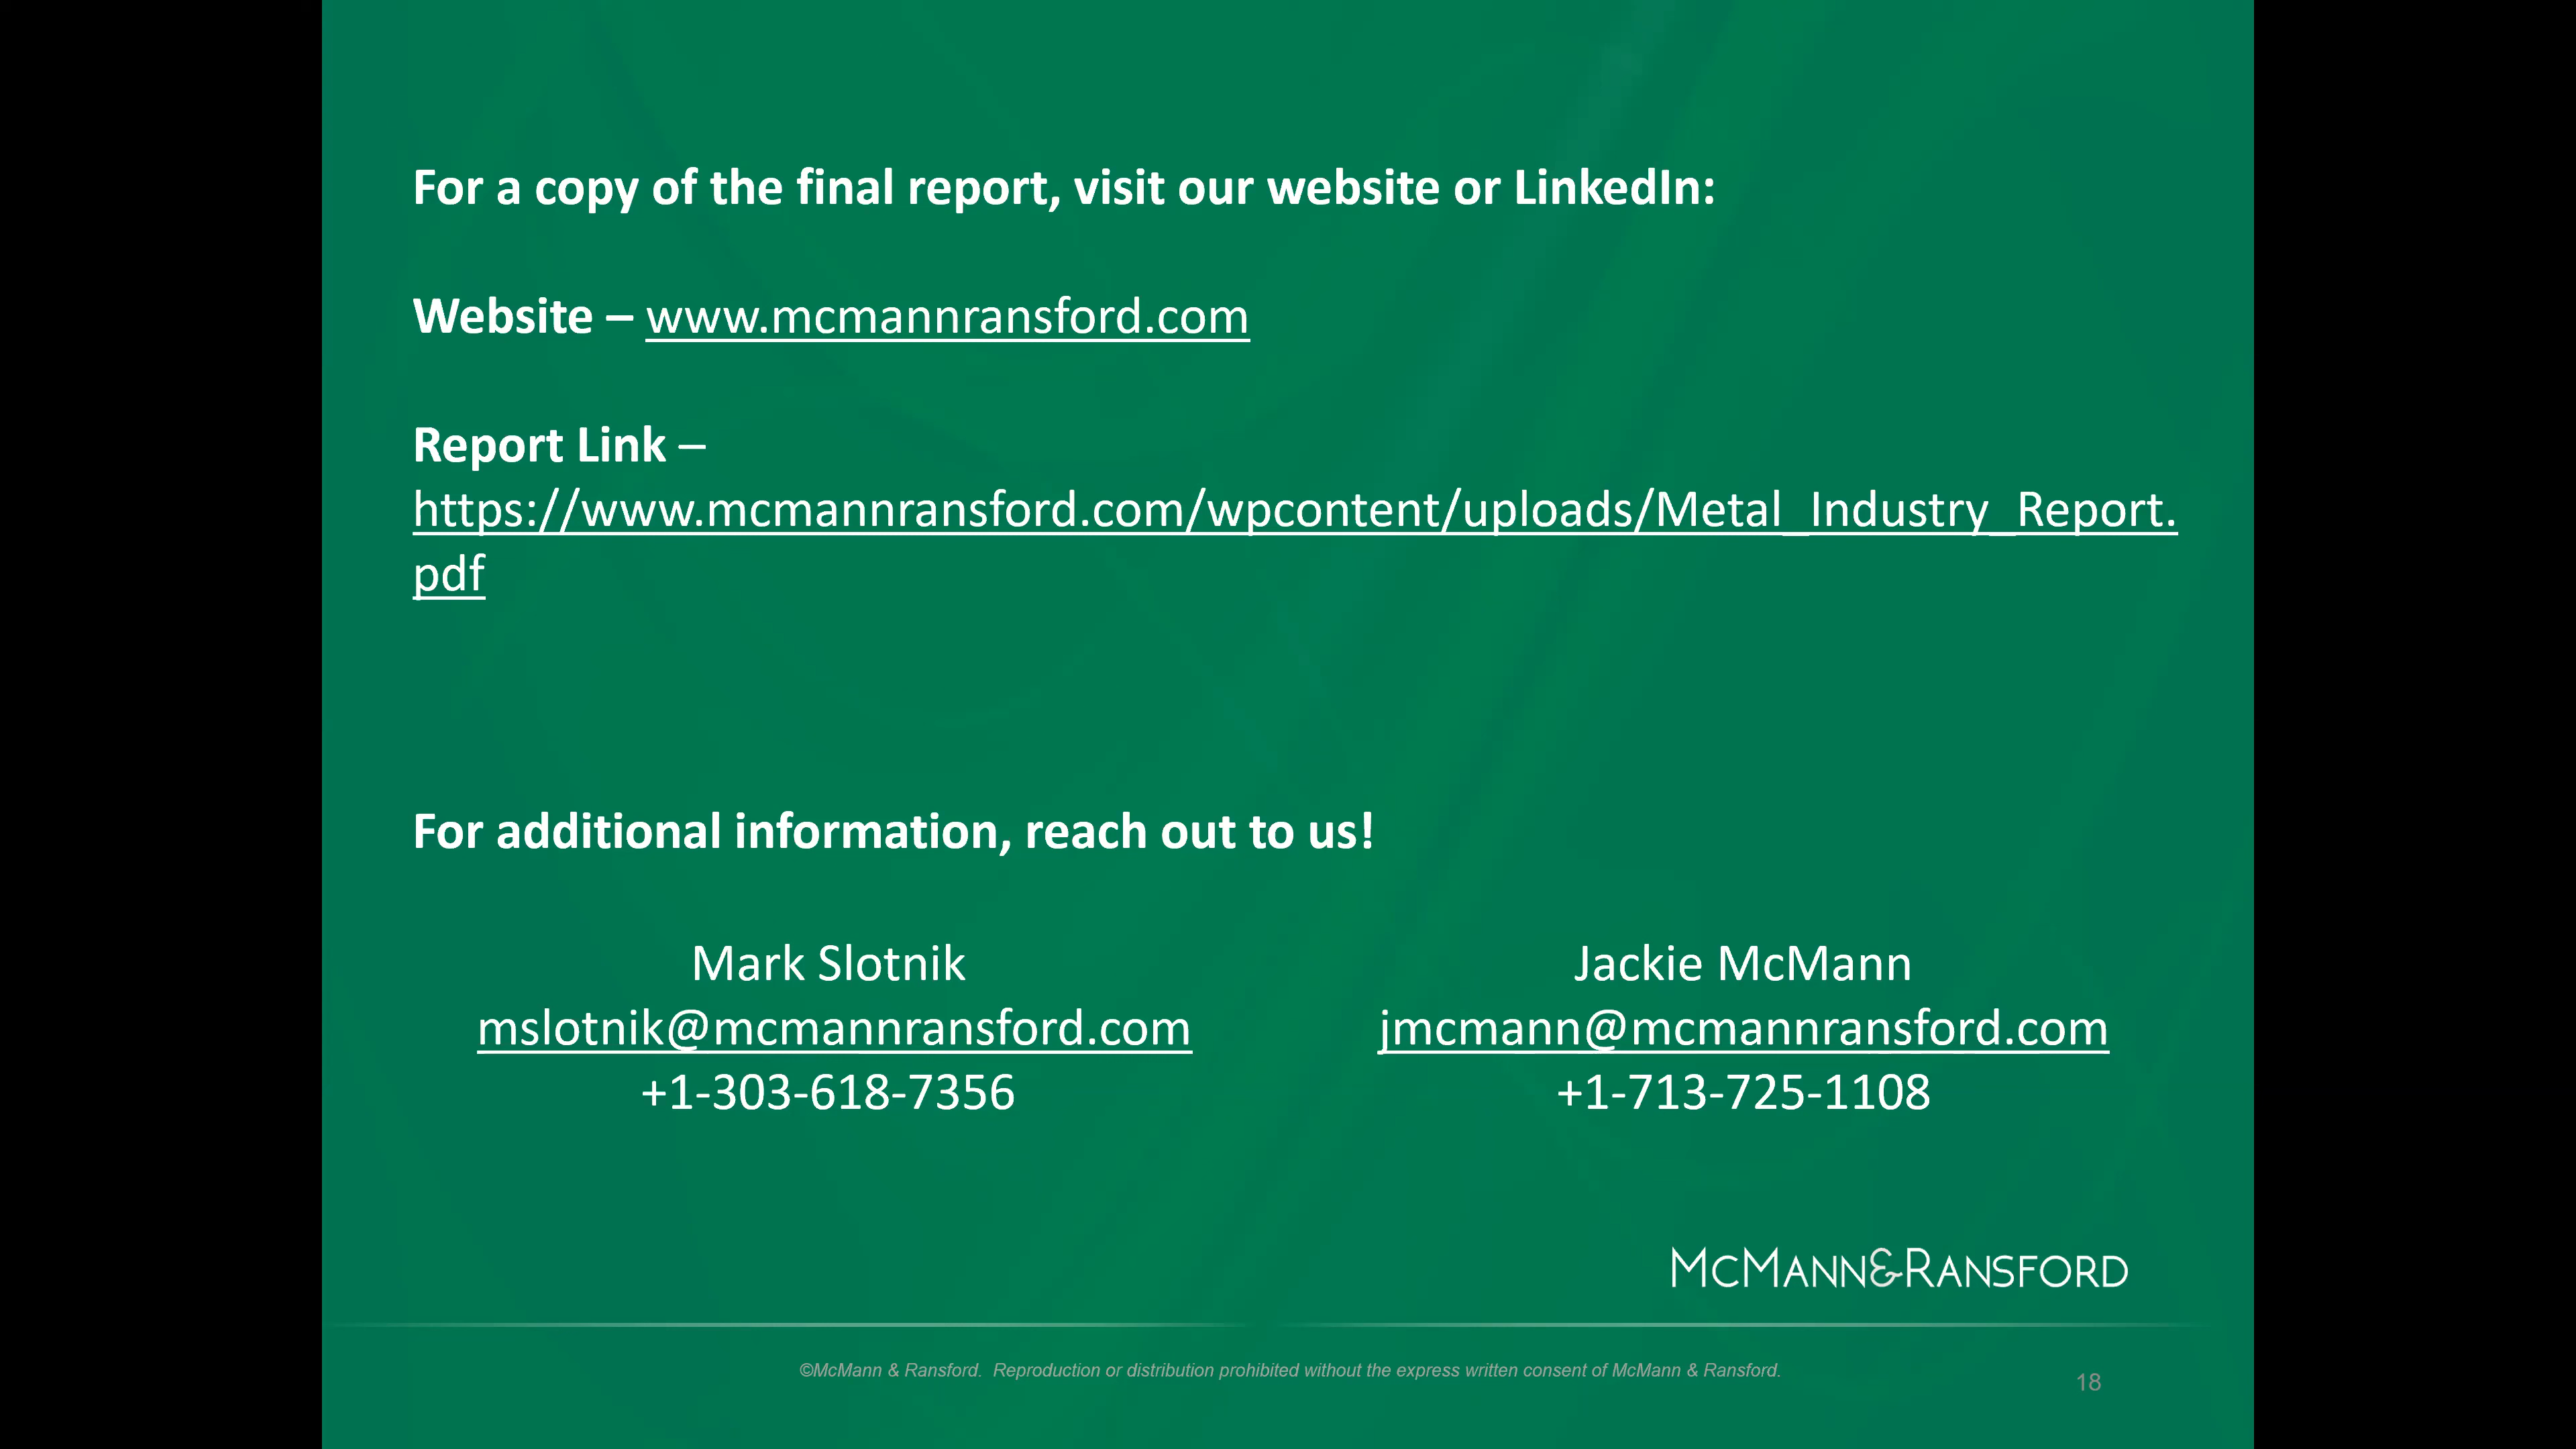 For a copy of the final report, visit our website or LinkedIn:
Website – www.mcmannransford.com
Report Link –
https://www.mcmannransford.com/wpcontent/uploads/Metal_Industry_Report.
pdf
For additional information, reach out to us!
Mark Slotnik
mslotnik@mcmannransford.com
+1-303-618-7356
Jackie McMann
jmcmann@mcmannransford.com
+1-713-725-1108
McMann&Ransford
©McMann & Ransford. Reproduction or distribution prohibited without the express written consent of McMann & Ransford.
18